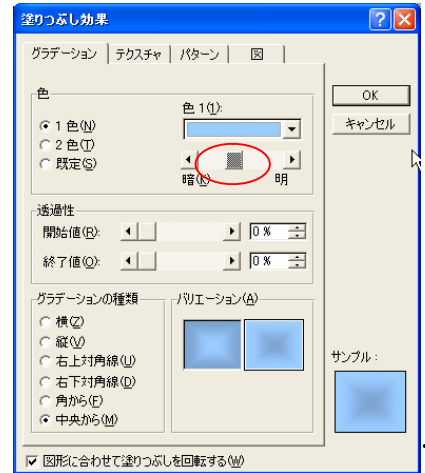 塗りつぶし効果
グラデーション テクスチャ パターン 図
色
色 1(1):
1 色(N)
2 色(T)
既定(S)
暗(K) 明
OK
キャンセル
透過性
開始値(R): 0 %
終了値(O): 0 %
グラデーションの種類
横(Z)
縦(V)
右上対角線(U)
右下対角線(D)
角から(F)
中央から(M)
バリエーション(A)
サンプル:
図形に合わせて塗りつぶしを回転する(W)